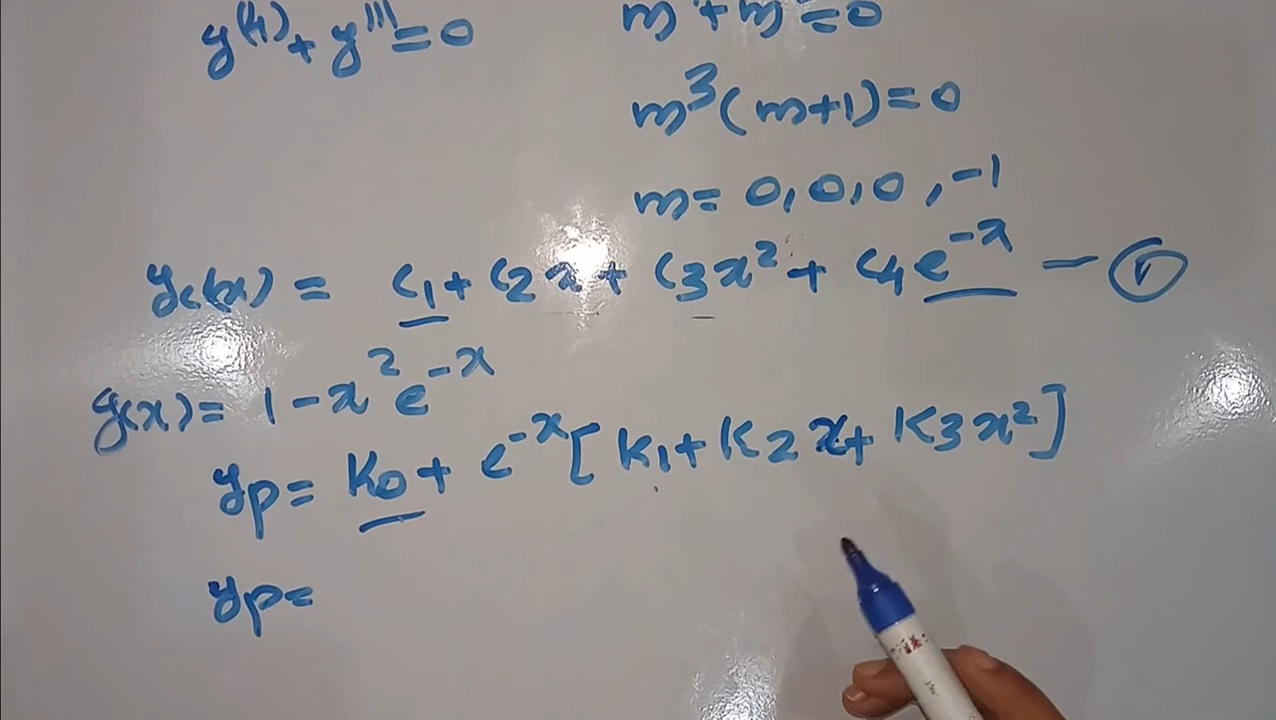 y⁽⁴⁾ + y''' = 0
m⁴ + m³ = 0
m³(m+1) = 0
m = 0, 0, 0, -1
yc(x) = c1 + c2x + c3x² + c4e^-x — ①
g(x) = 1 - x²e^-x
yp = K0 + e^-x[K1 + K2x + K3x²]
yp =